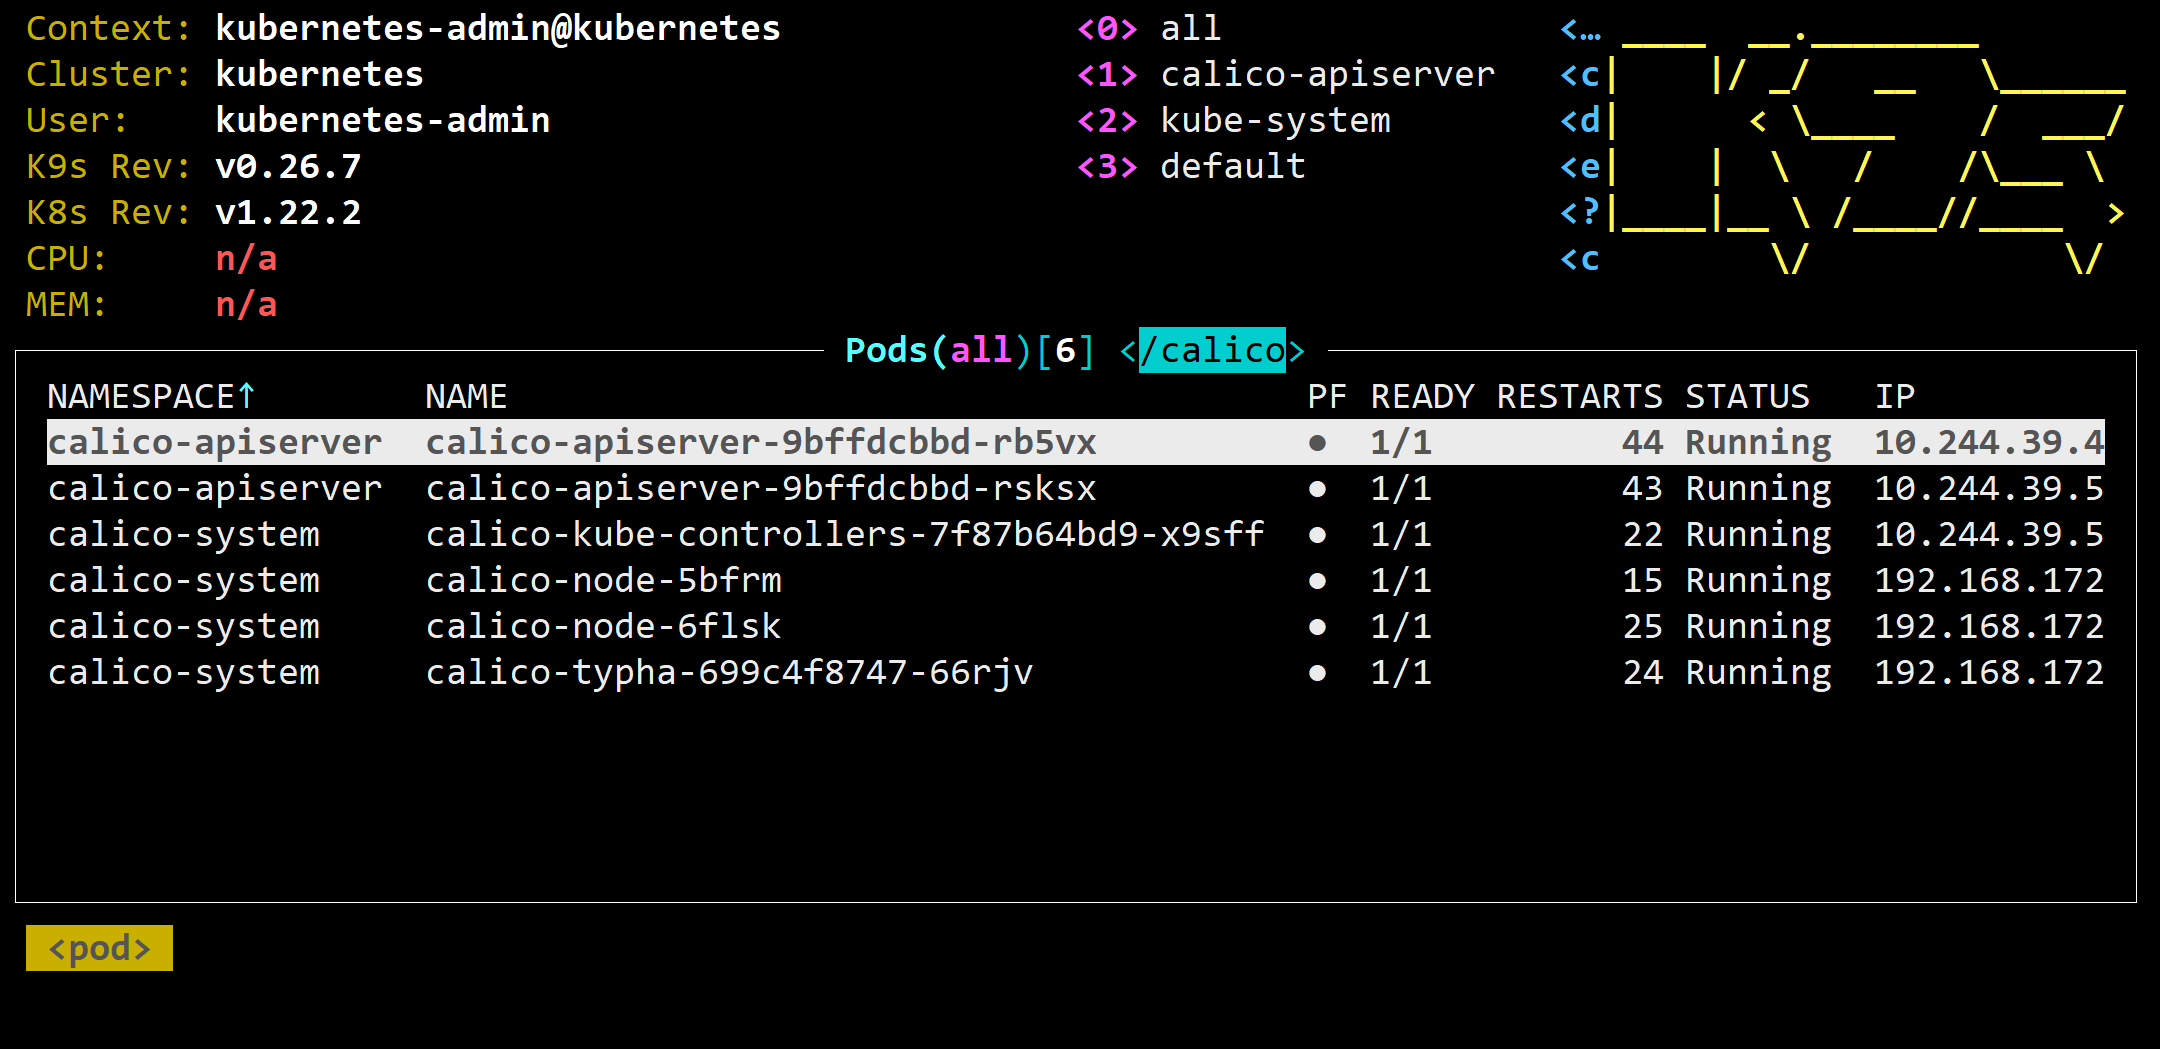 Context: kubernetes-admin@kubernetes <0> all <…
Cluster: kubernetes <1> calico-apiserver <c
User: kubernetes-admin <2> kube-system <d
K9s Rev: v0.26.7 <3> default <e
K8s Rev: v1.22.2 <?
CPU: n/a <c
MEM: n/a
Pods(all)[6] </calico>
NAMESPACE↑ NAME PF READY RESTARTS STATUS IP
calico-apiserver calico-apiserver-9bffdcbbd-rb5vx ● 1/1 44 Running 10.244.39.4
calico-apiserver calico-apiserver-9bffdcbbd-rsksx ● 1/1 43 Running 10.244.39.5
calico-system calico-kube-controllers-7f87b64bd9-x9sff ● 1/1 22 Running 10.244.39.5
calico-system calico-node-5bfrm ● 1/1 15 Running 192.168.172
calico-system calico-node-6flsk ● 1/1 25 Running 192.168.172
calico-system calico-typha-699c4f8747-66rjv ● 1/1 24 Running 192.168.172
<pod>